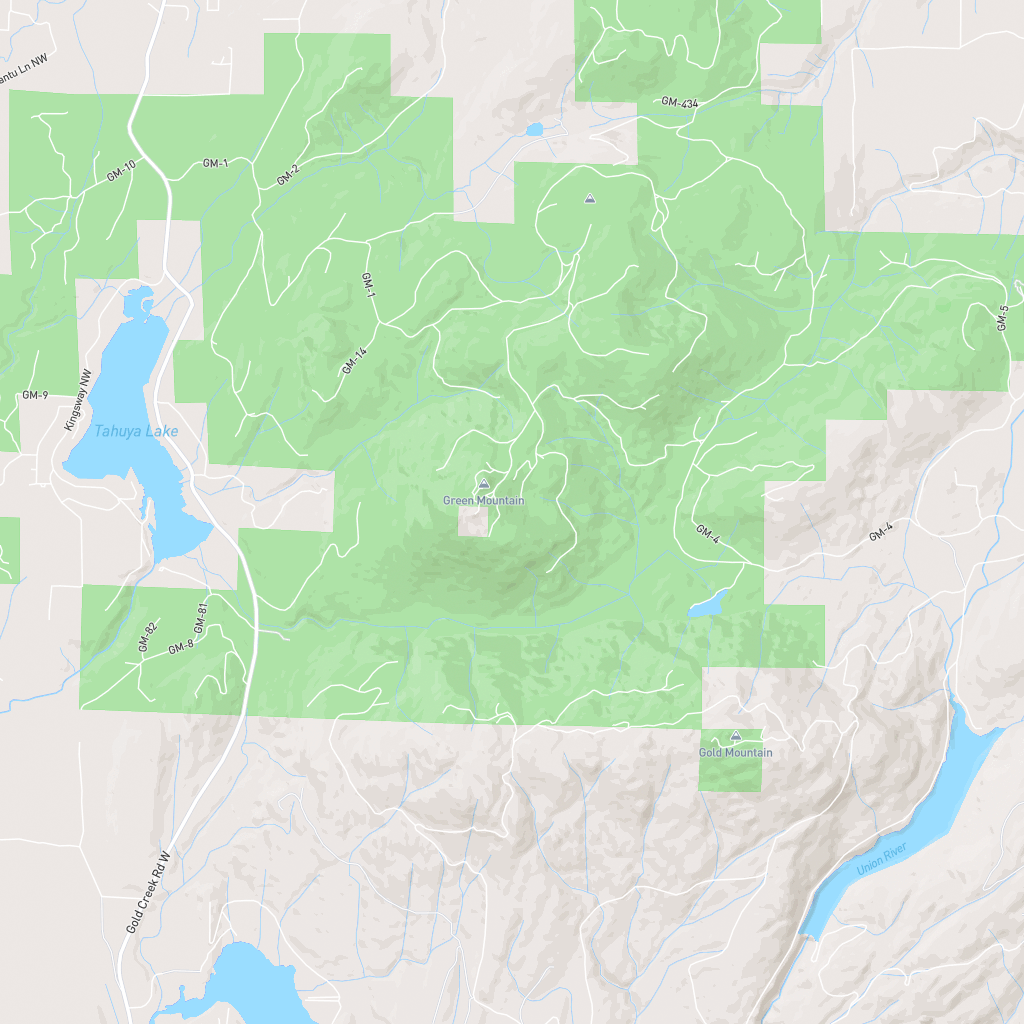 antu Ln NW
GM-434
GM-10
GM-1
GM-2
GM-1
GM-5
GM-14
Kingsway NW
GM-9
Tahuya Lake
Green Mountain
GM-4
GM-4
GM-81
GM-82
GM-8
Gold Mountain
Union River
Gold Creek Rd W